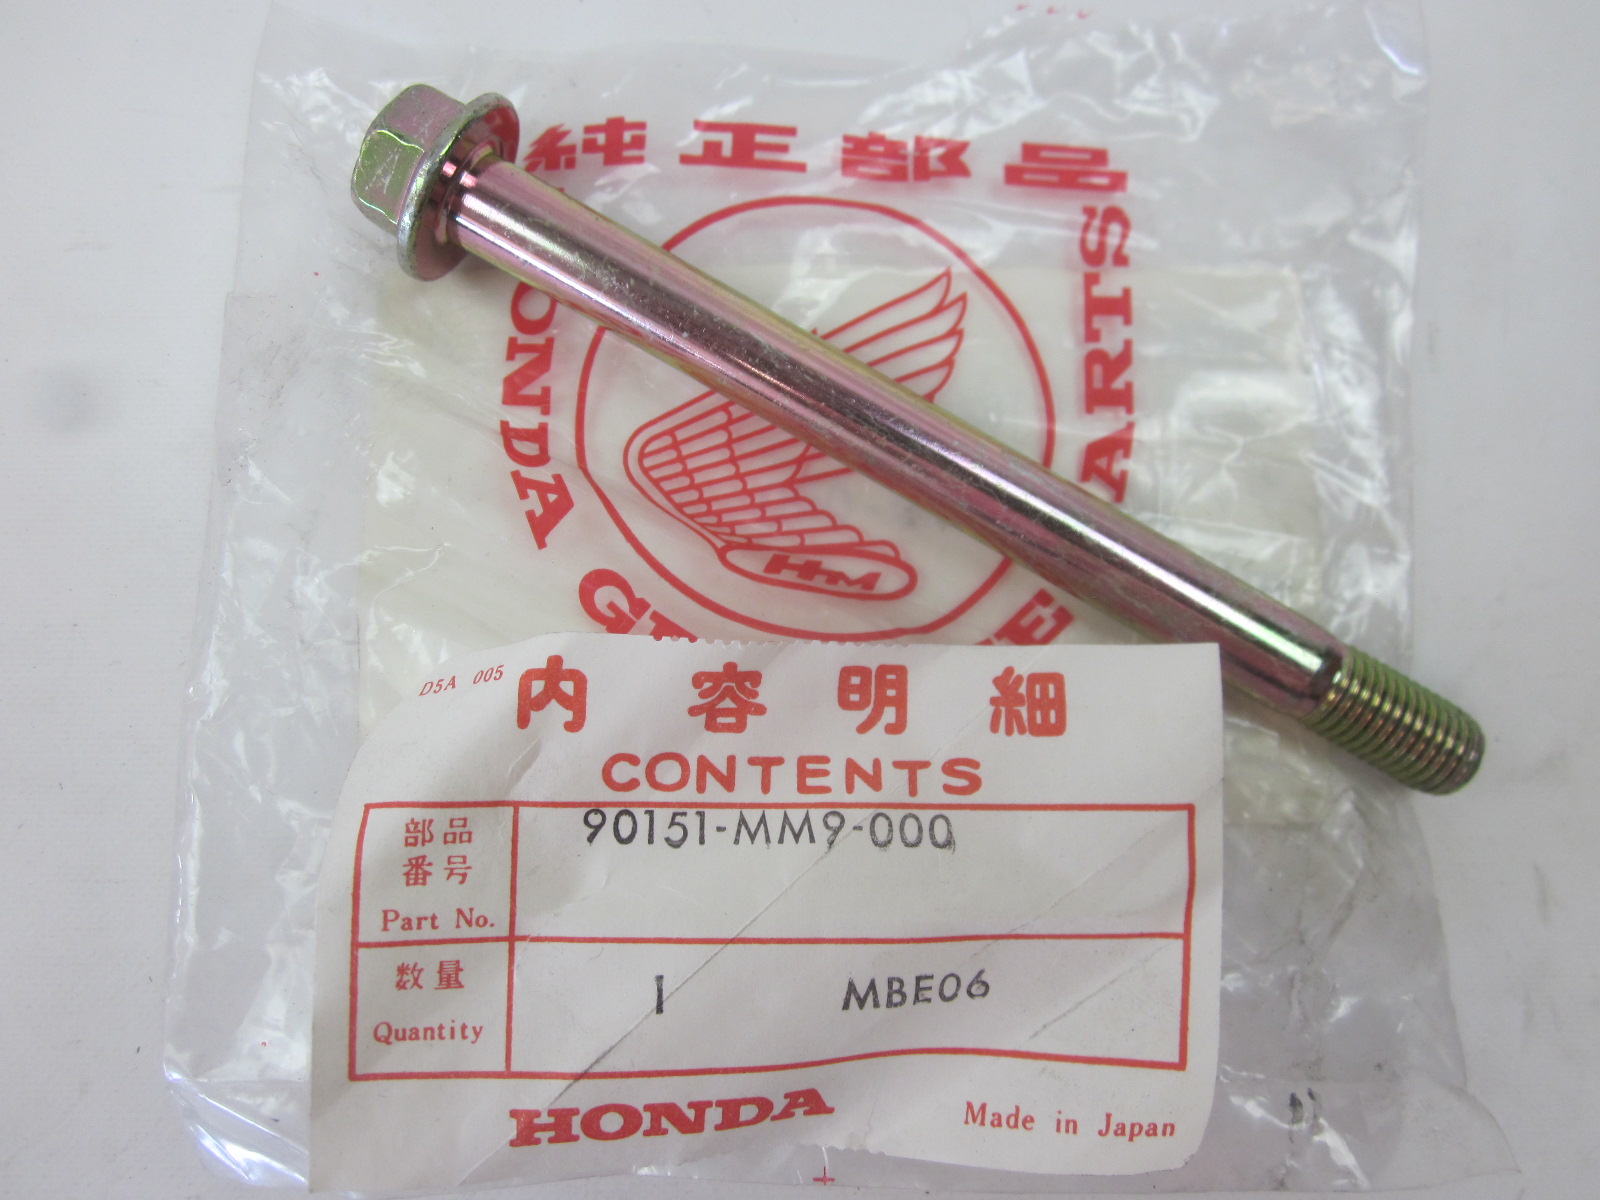 純正部品
HONDA
PARTS
HM
D5A 005
内容明細
CONTENTS
部品番号
Part No.
90151-MM9-000
数量
Quantity
1 MBE06
HONDA
Made in Japan